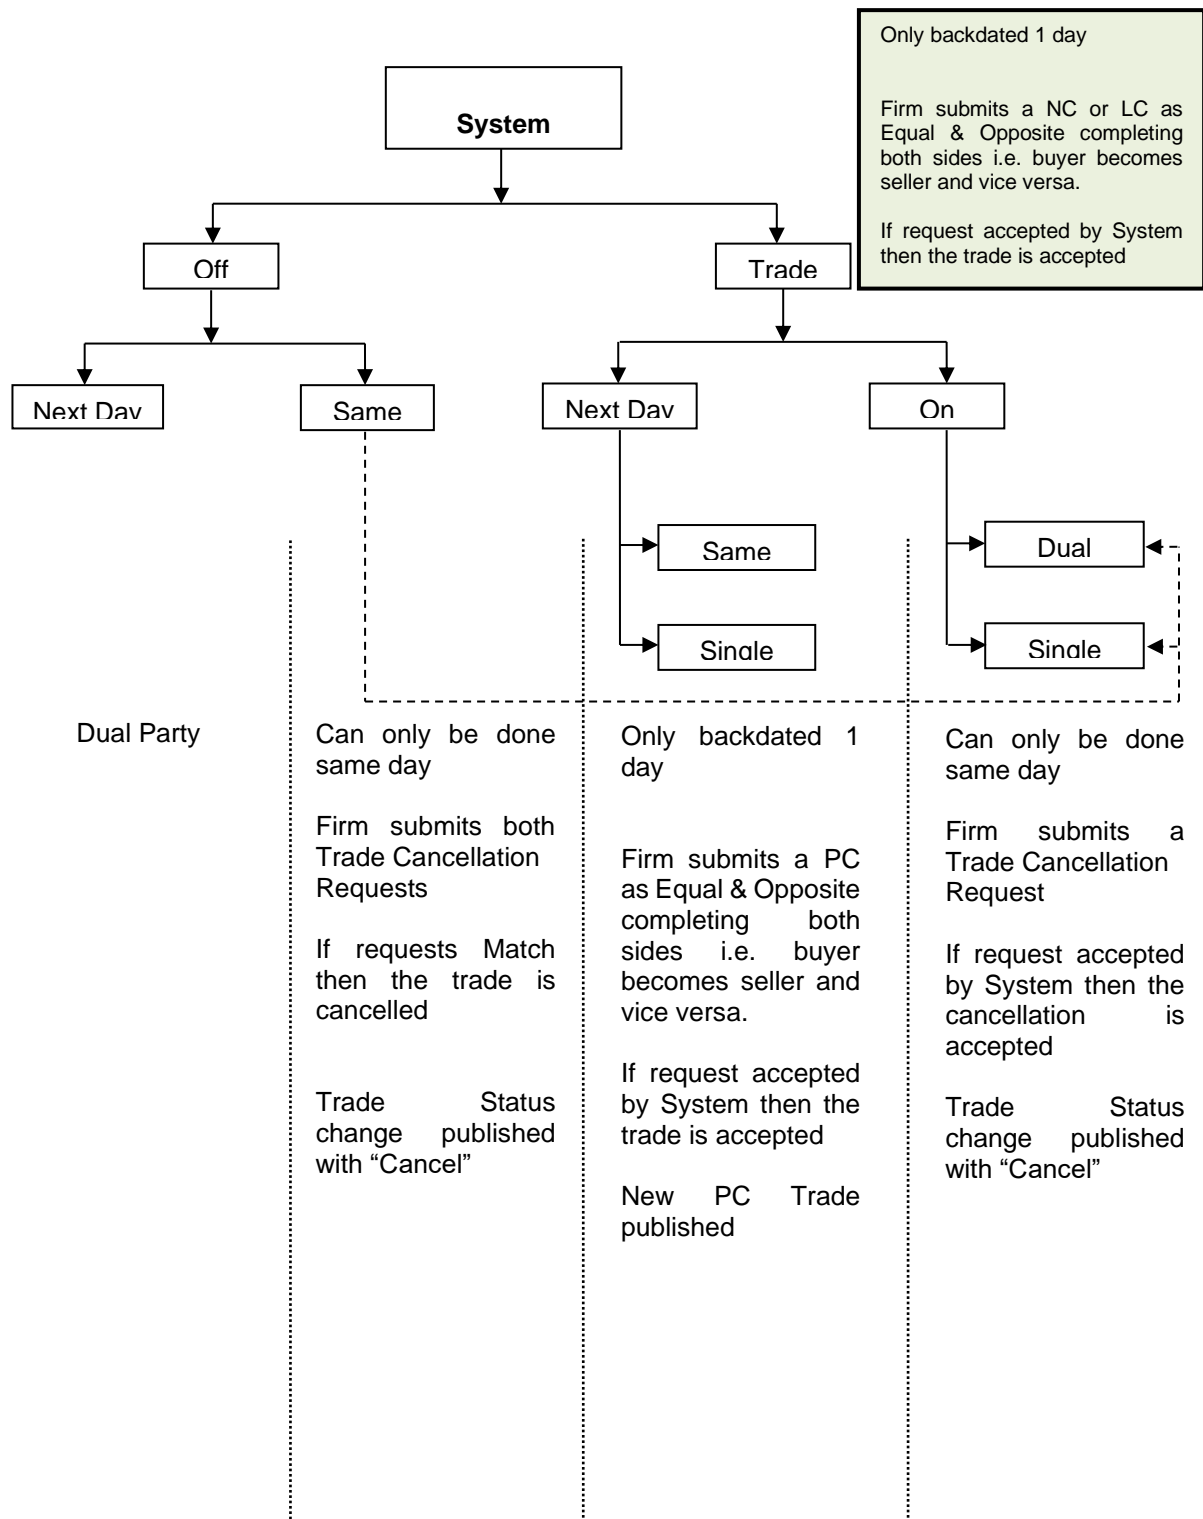 Only backdated 1 day
Firm submits a NC or LC as
Equal & Opposite completing
both sides i.e. buyer becomes
seller and vice versa.
If request accepted by System
then the trade is accepted
System
Off
Trade
Next Day
Same
Next Day
On
Same
Dual
Single
Single
Dual Party
Can only be done
same day
Firm submits both
Trade Cancellation
Requests
If requests Match
then the trade is
cancelled
Trade Status
change published
with “Cancel”
Only backdated 1
day
Firm submits a PC
as Equal & Opposite
completing both
sides i.e. buyer
becomes seller and
vice versa.
If request accepted
by System then the
trade is accepted
New PC Trade
published
Can only be done
same day
Firm submits a
Trade Cancellation
Request
If request accepted
by System then the
cancellation is
accepted
Trade Status
change published
with “Cancel”